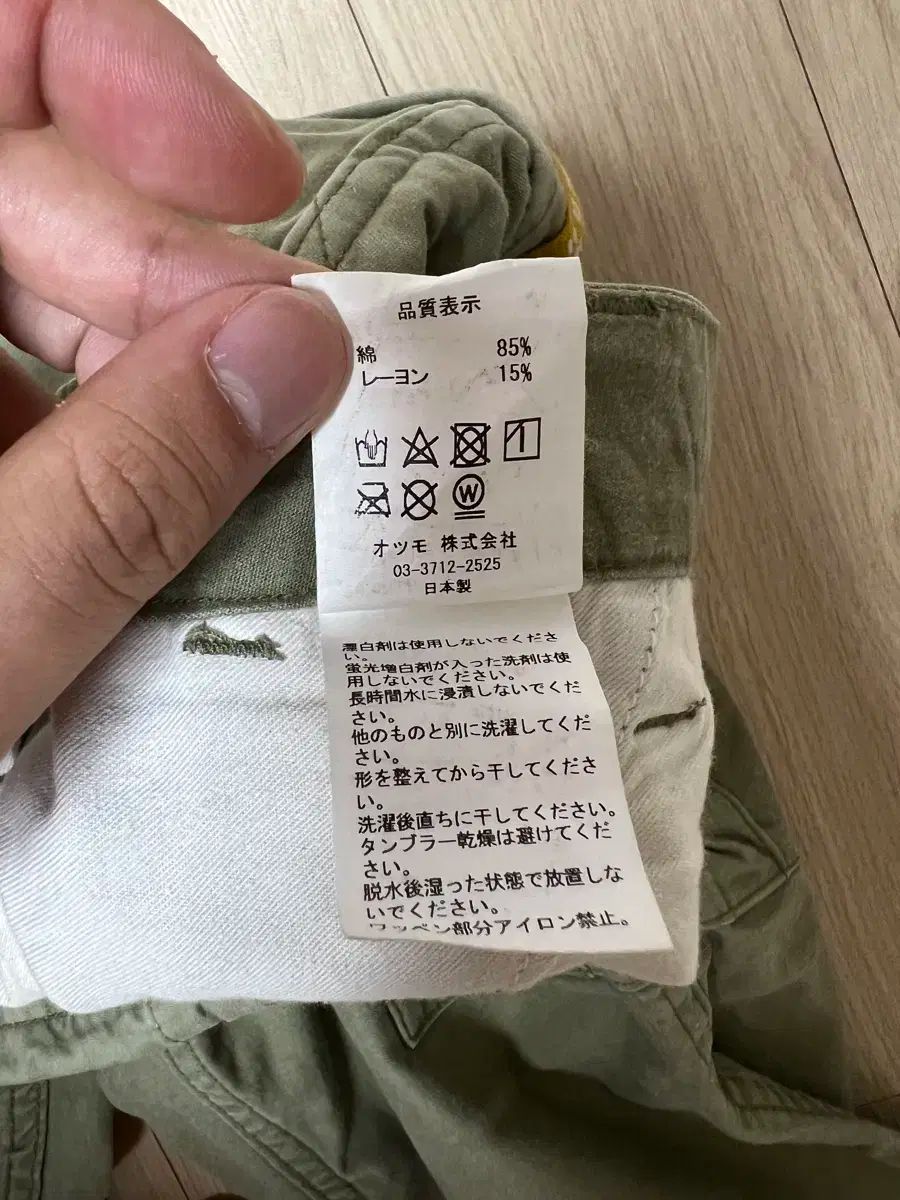 品質表示
綿 85%
レーヨン 15%
W
オツモ 株式会社
03-3712-2525
日本製
漂白剤は使用しないでくださ
い。
蛍光増白剤が入った洗剤は使
用しないでください。
長時間水に浸漬しないでくだ
さい。
他のものと別に洗濯してくだ
さい。
形を整えてから干してくださ
い。
洗濯後直ちに干してください。
タンブラー乾燥は避けてくだ
さい。
脱水後湿った状態で放置しな
いでください。
ワッペン部分アイロン禁止。